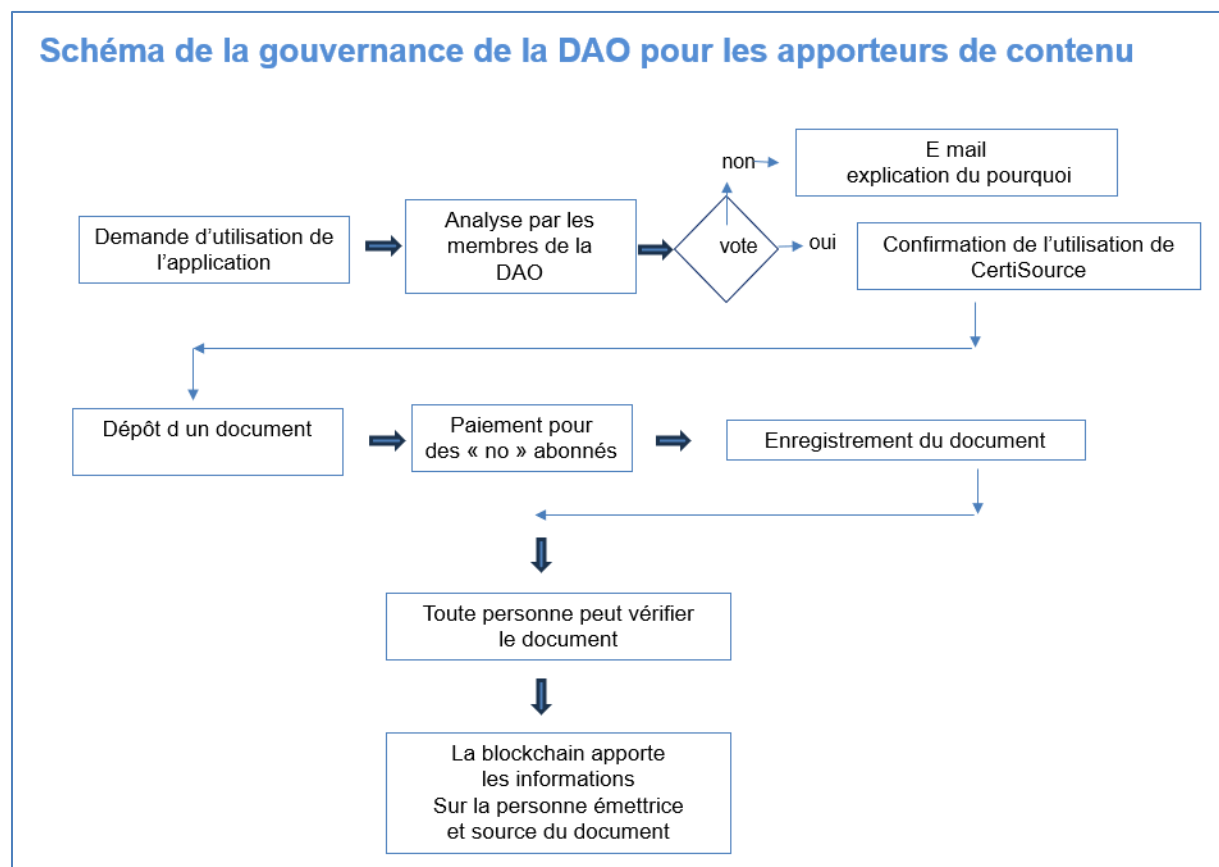 Schéma de la gouvernance de la DAO pour les apporteurs de contenu
Demande d'utilisation de
l'application
Analyse par les
membres de la
DAO
vote
non
E mail
explication du pourquoi
oui
Confirmation de l'utilisation de
CertiSource
Dépôt d un document
Paiement pour
des « no » abonnés
Enregistrement du document
Toute personne peut vérifier
le document
La blockchain apporte
les informations
Sur la personne émettrice
et source du document